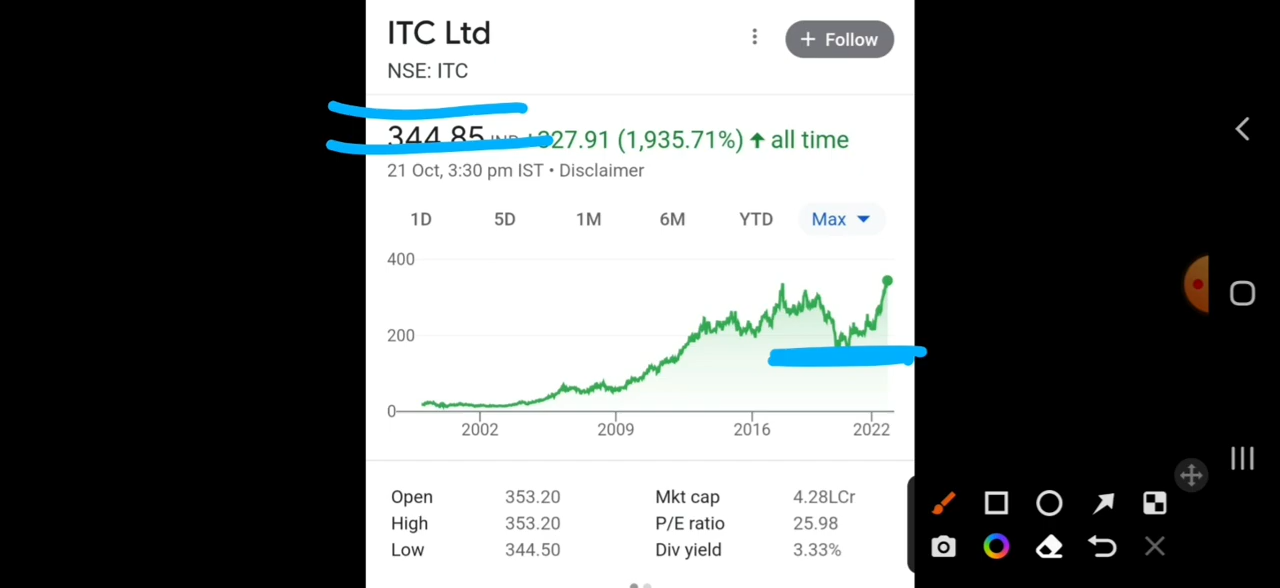 ITC Ltd
+ Follow
NSE: ITC
344.85 INR +327.91 (1,935.71%) ↑ all time
21 Oct, 3:30 pm IST • Disclaimer
1D 5D 1M 6M YTD Max
400
200
0
2002 2009 2016 2022
Open 353.20 Mkt cap 4.28LCr
High 353.20 P/E ratio 25.98
Low 344.50 Div yield 3.33%